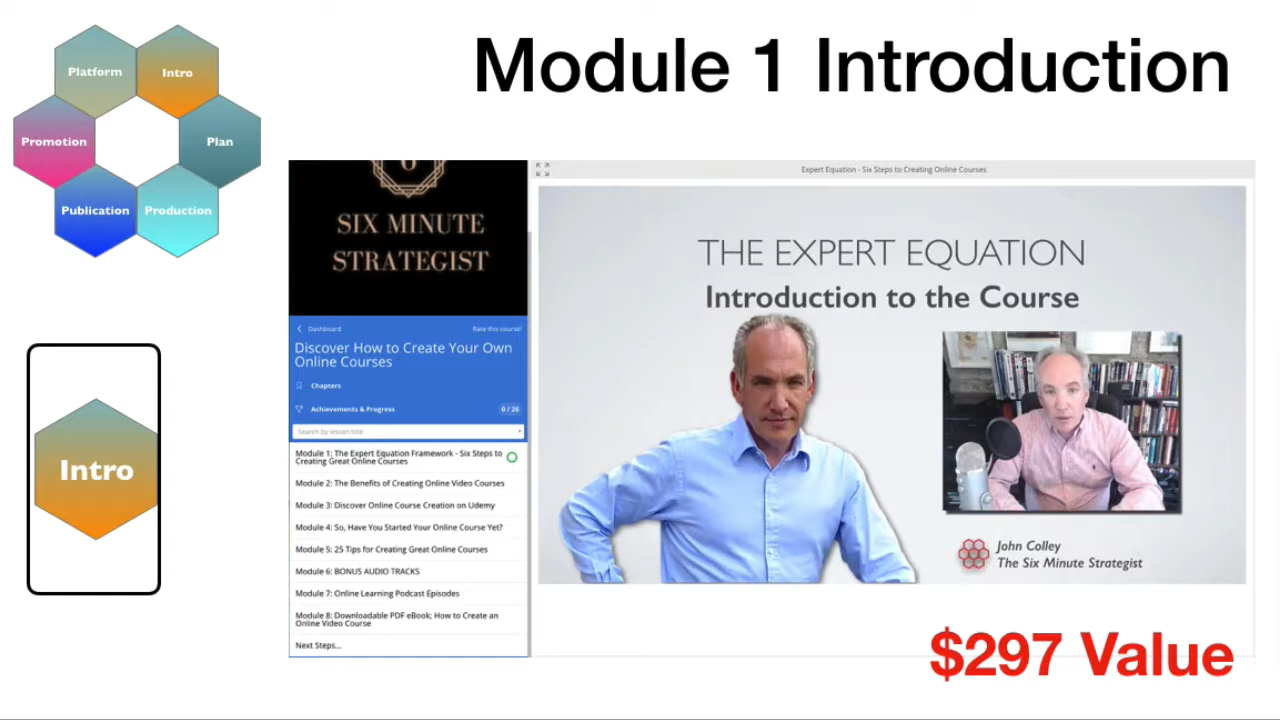 Module 1 Introduction
Platform
Intro
Promotion
Plan
Publication
Production
Intro
6
SIX MINUTE
STRATEGIST
Dashboard
Rate this course!
Discover How to Create Your Own
Online Courses
Chapters
Achievements & Progress
0 / 26
Search by lesson title
Module 1: The Expert Equation Framework - Six Steps to
Creating Great Online Courses
Module 2: The Benefits of Creating Online Video Courses
Module 3: Discover Online Course Creation on Udemy
Module 4: So, Have You Started Your Online Course Yet?
Module 5: 25 Tips for Creating Great Online Courses
Module 6: BONUS AUDIO TRACKS
Module 7: Online Learning Podcast Episodes
Module 8: Downloadable PDF eBook; How to Create an
Online Video Course
Next Steps...
Expert Equation - Six Steps to Creating Online Courses
THE EXPERT EQUATION
Introduction to the Course
John Colley
The Six Minute Strategist
$297 Value